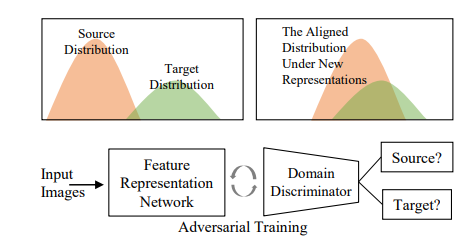 Source
Distribution
Target
Distribution
The Aligned
Distribution
Under New
Representations
Input
Images
Feature
Representation
Network
Domain
Discriminator
Source?
Target?
Adversarial Training